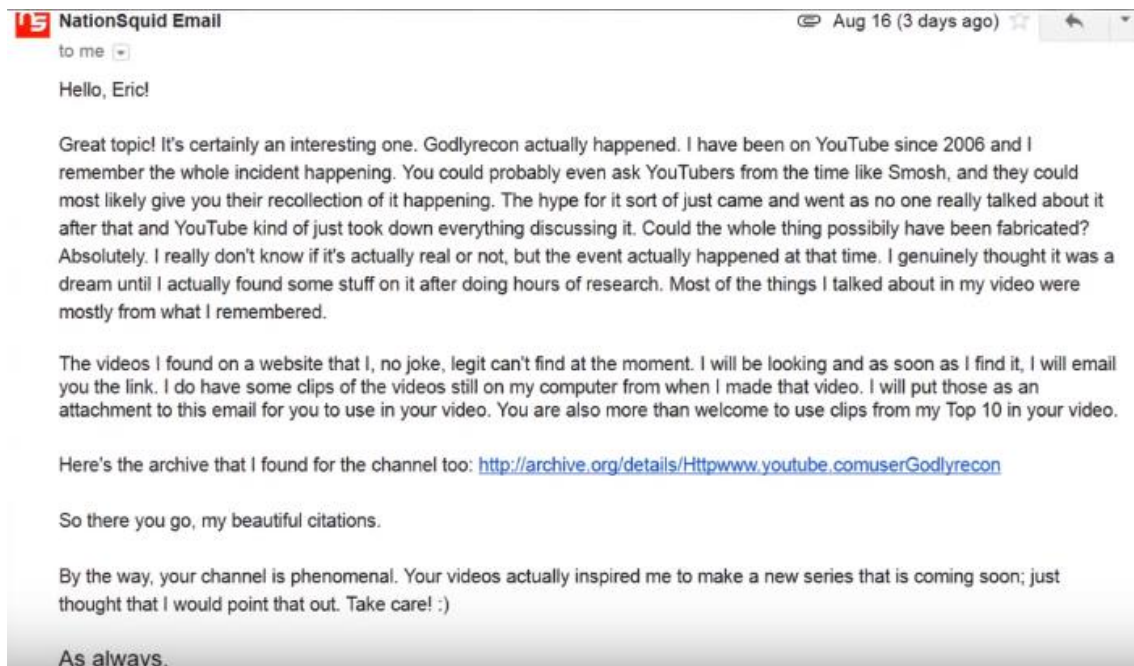 ns NationSquid Email Aug 16 (3 days ago)
to me
Hello, Eric!
Great topic! It's certainly an interesting one. Godlyrecon actually happened. I have been on YouTube since 2006 and I
remember the whole incident happening. You could probably even ask YouTubers from the time like Smosh, and they could
most likely give you their recollection of it happening. The hype for it sort of just came and went as no one really talked about it
after that and YouTube kind of just took down everything discussing it. Could the whole thing possibily have been fabricated?
Absolutely. I really don't know if it's actually real or not, but the event actually happened at that time. I genuinely thought it was a
dream until I actually found some stuff on it after doing hours of research. Most of the things I talked about in my video were
mostly from what I remembered.
The videos I found on a website that I, no joke, legit can't find at the moment. I will be looking and as soon as I find it, I will email
you the link. I do have some clips of the videos still on my computer from when I made that video. I will put those as an
attachment to this email for you to use in your video. You are also more than welcome to use clips from my Top 10 in your video.
Here's the archive that I found for the channel too: http://archive.org/details/Httpwww.youtube.comuserGodlyrecon
So there you go, my beautiful citations.
By the way, your channel is phenomenal. Your videos actually inspired me to make a new series that is coming soon; just
thought that I would point that out. Take care! :)
As always,